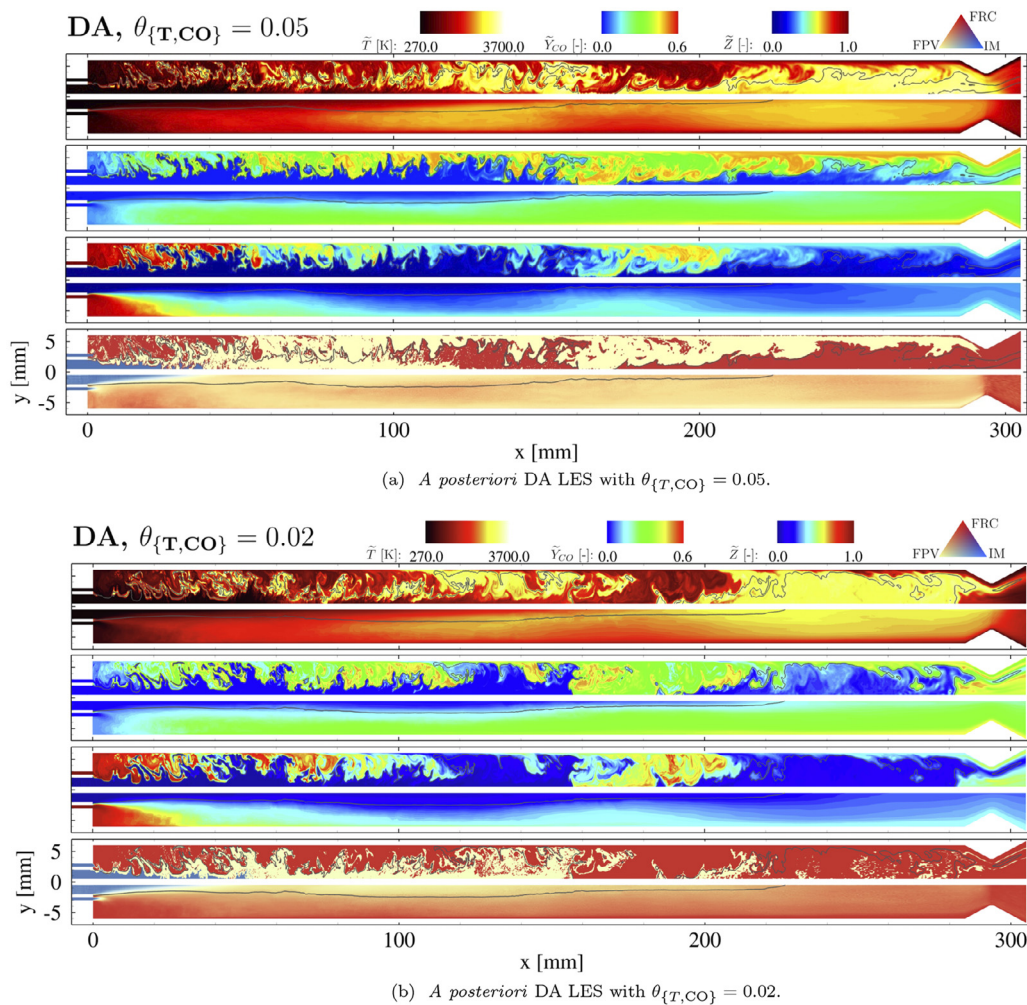 DA, θ{T,CO} = 0.05
T̃ [K]: 270.0 3700.0 Ỹ_CO [-]: 0.0 0.6 Z̃ [-]: 0.0 1.0 FPV FRC IM
5
0
-5
y [mm]
0 100 200 300
x [mm]
(a) A posteriori DA LES with θ{T,CO} = 0.05.
DA, θ{T,CO} = 0.02
T̃ [K]: 270.0 3700.0 Ỹ_CO [-]: 0.0 0.6 Z̃ [-]: 0.0 1.0 FPV FRC IM
5
0
-5
y [mm]
0 100 200 300
x [mm]
(b) A posteriori DA LES with θ{T,CO} = 0.02.